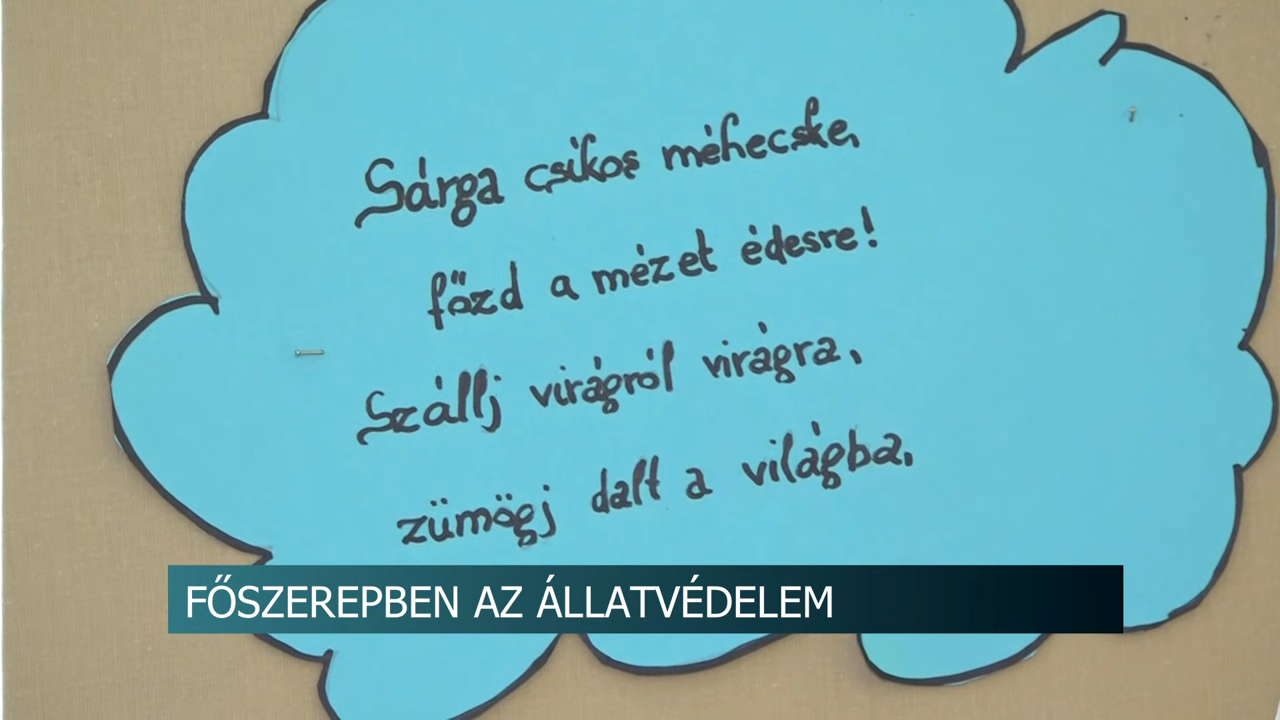 Sárga csíkos méhecske,
főzd a mézet édesre!
Szállj virágról virágra,
zümögj dalt a világba.
FŐSZEREPBEN AZ ÁLLATVÉDELEM